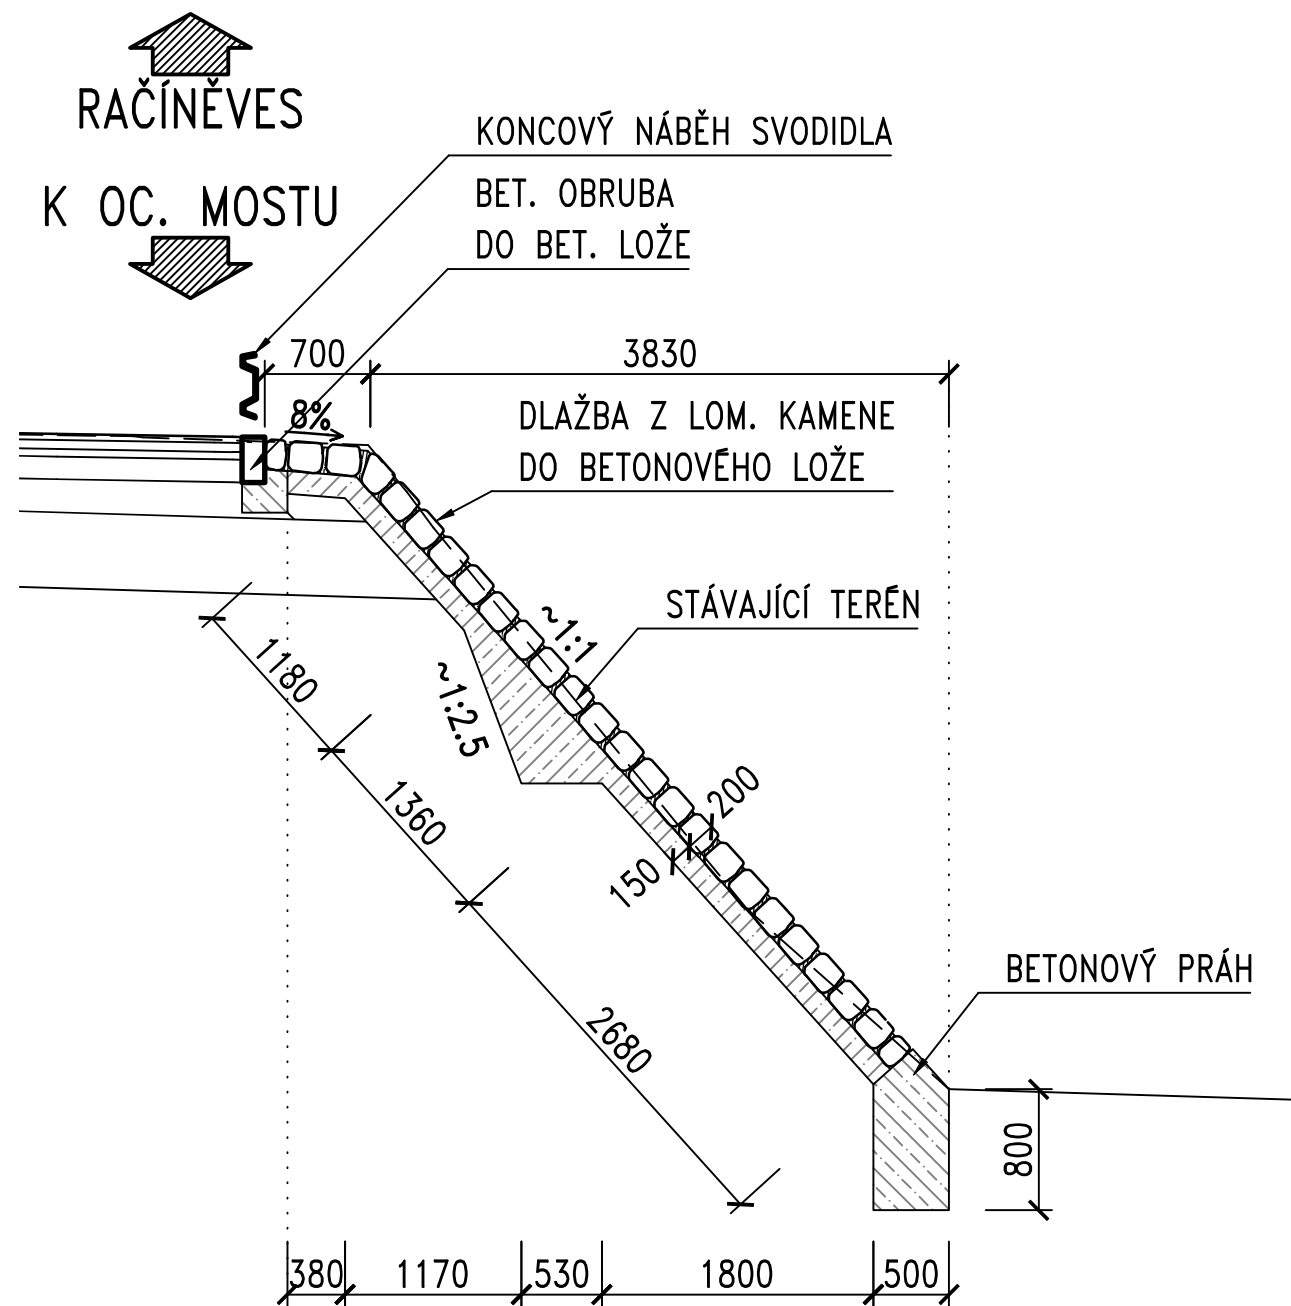 RAČÍNĚVES
KONCOVÝ NÁBĚH SVODIDLA
K OC. MOSTU
BET. OBRUBA
DO BET. LOŽE
700
3830
8%
DLAŽBA Z LOM. KAMENE
DO BETONOVÉHO LOŽE
STÁVAJÍCÍ TERÉN
~1:1
1180
~1:2.5
1360
200
150
2680
BETONOVÝ PRÁH
800
380
1170
530
1800
500